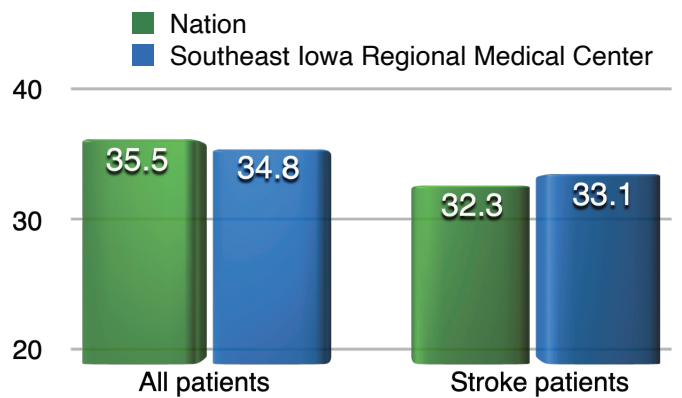 Nation
Southeast Iowa Regional Medical Center
40
35.5
34.8
33.1
32.3
30
20
All patients
Stroke patients